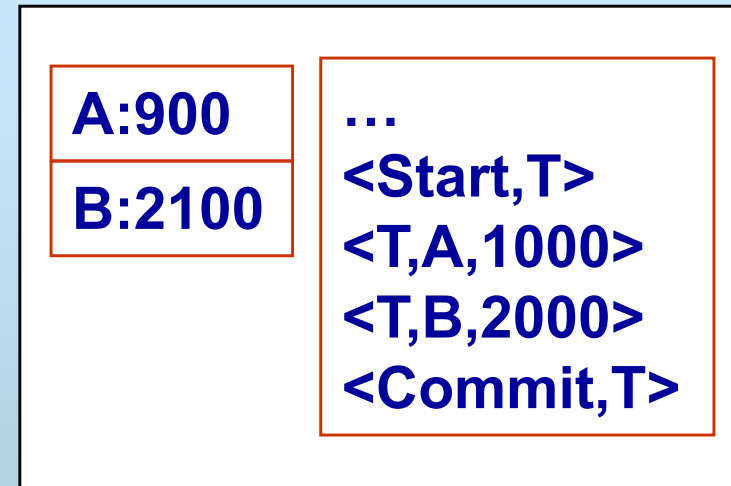 A:900
B:2100
…
<Start,T>
<T,A,1000>
<T,B,2000>
<Commit,T>